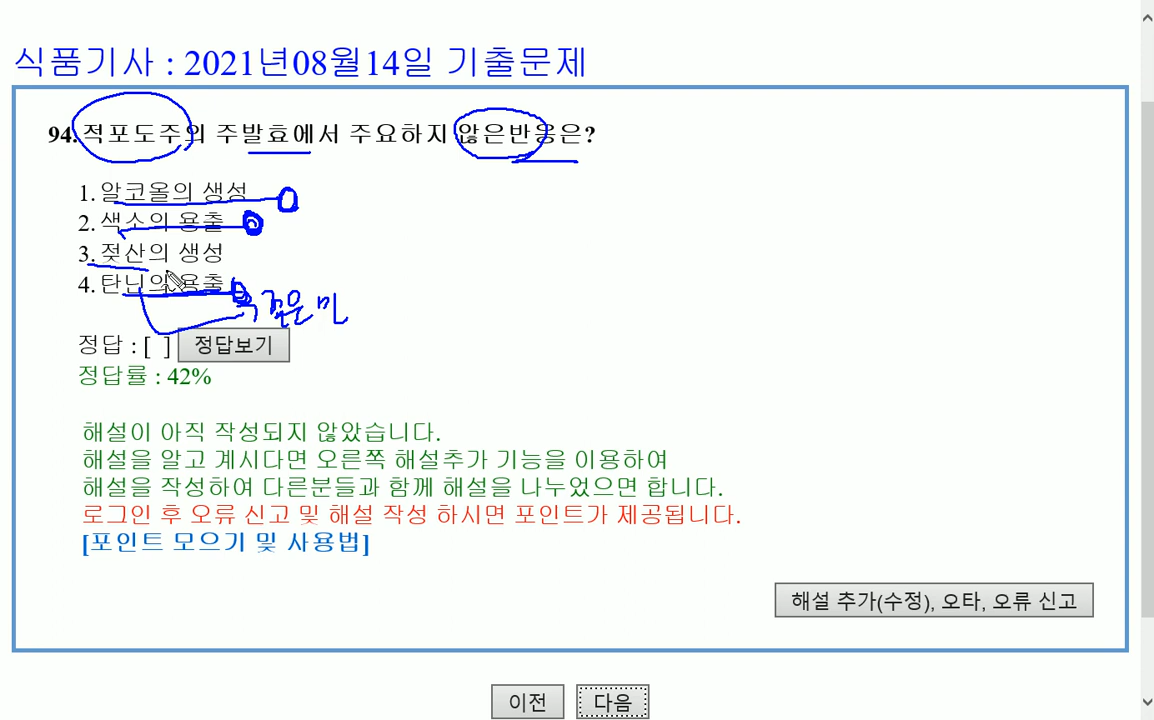 식품기사 : 2021년08월14일 기출문제
94. 적포도주의 주발효에서 주요하지 않은반응은?
1. 알코올의 생성
2. 색소의 용출
3. 젖산의 생성
4. 탄닌의 용출
정답 : [ ] 정답보기
정답률 : 42%
해설이 아직 작성되지 않았습니다.
해설을 알고 계시다면 오른쪽 해설추가 기능을 이용하여
해설을 작성하여 다른분들과 함께 해설을 나누었으면 합니다.
로그인 후 오류 신고 및 해설 작성 하시면 포인트가 제공됩니다.
[포인트 모으기 및 사용법]
해설 추가(수정), 오타, 오류 신고
이전 다음